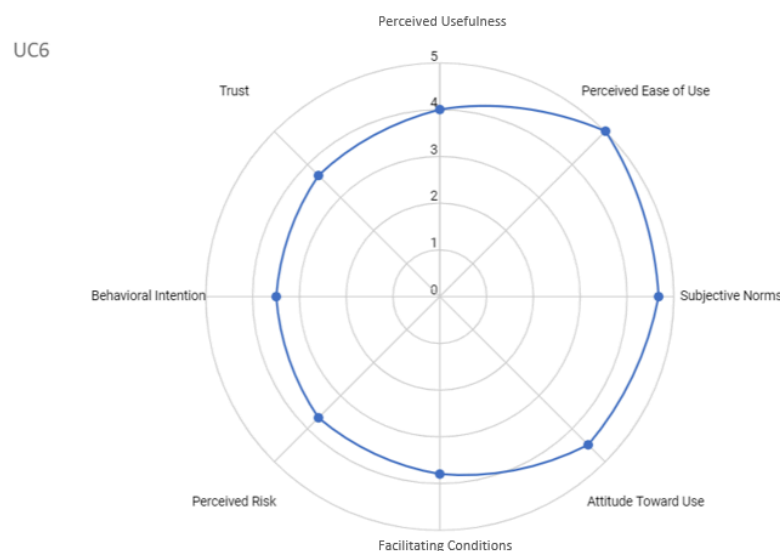 Perceived Usefulness
UC6
5
Trust
Perceived Ease of Use
4
3
2
1
0
Behavioral Intention
Subjective Norms
Perceived Risk
Attitude Toward Use
Facilitating Conditions